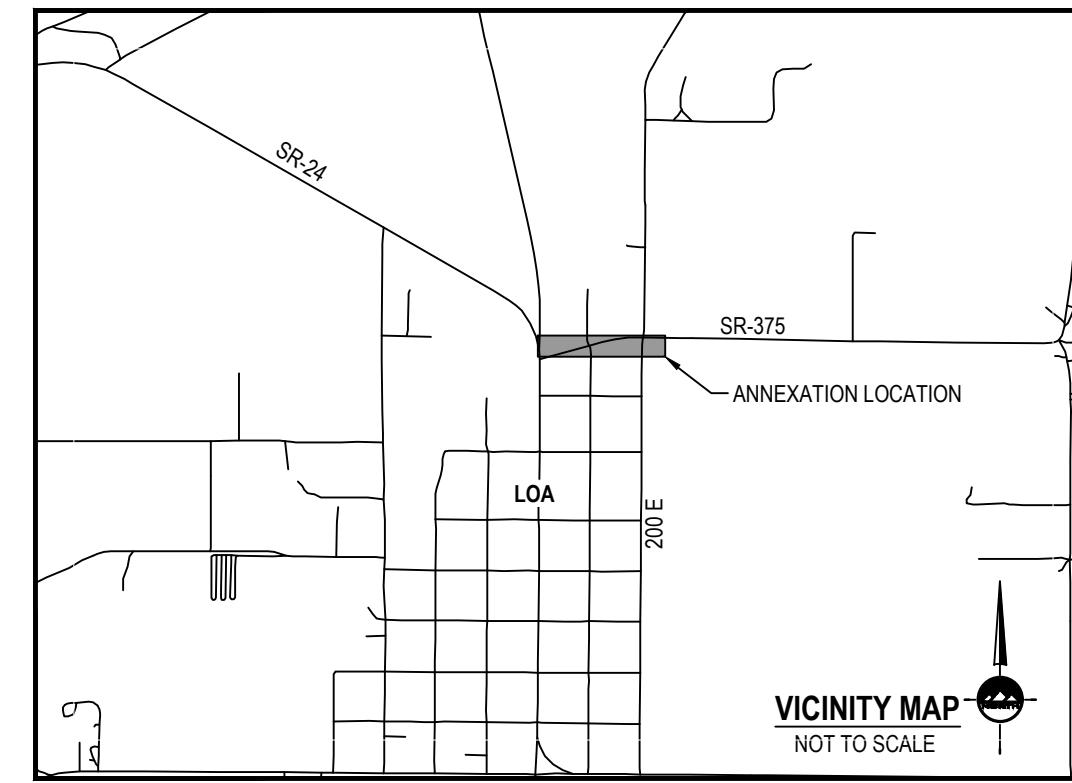 SR-24
SR-375
ANNEXATION LOCATION
LOA
200 E
VICINITY MAP
NOT TO SCALE